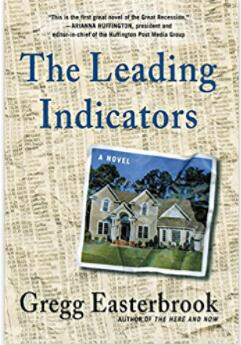 "This is the first great novel of the Great Recession."
—ARIANNA HUFFINGTON, president and
editor-in-chief of the Huffington Post Media Group
The Leading
Indicators
A NOVEL
Gregg Easterbrook
AUTHOR OF THE HERE AND NOW